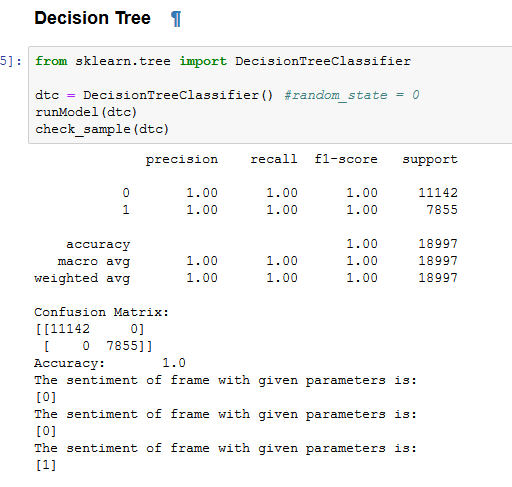 Decision Tree ¶
5]: from sklearn.tree import DecisionTreeClassifier
dtc = DecisionTreeClassifier() #random_state = 0
runModel(dtc)
check_sample(dtc)
precision recall f1-score support
0 1.00 1.00 1.00 11142
1 1.00 1.00 1.00 7855
accuracy 1.00 18997
macro avg 1.00 1.00 1.00 18997
weighted avg 1.00 1.00 1.00 18997
Confusion Matrix:
[[11142 0]
[ 0 7855]]
Accuracy: 1.0
The sentiment of frame with given parameters is:
[0]
The sentiment of frame with given parameters is:
[0]
The sentiment of frame with given parameters is:
[1]